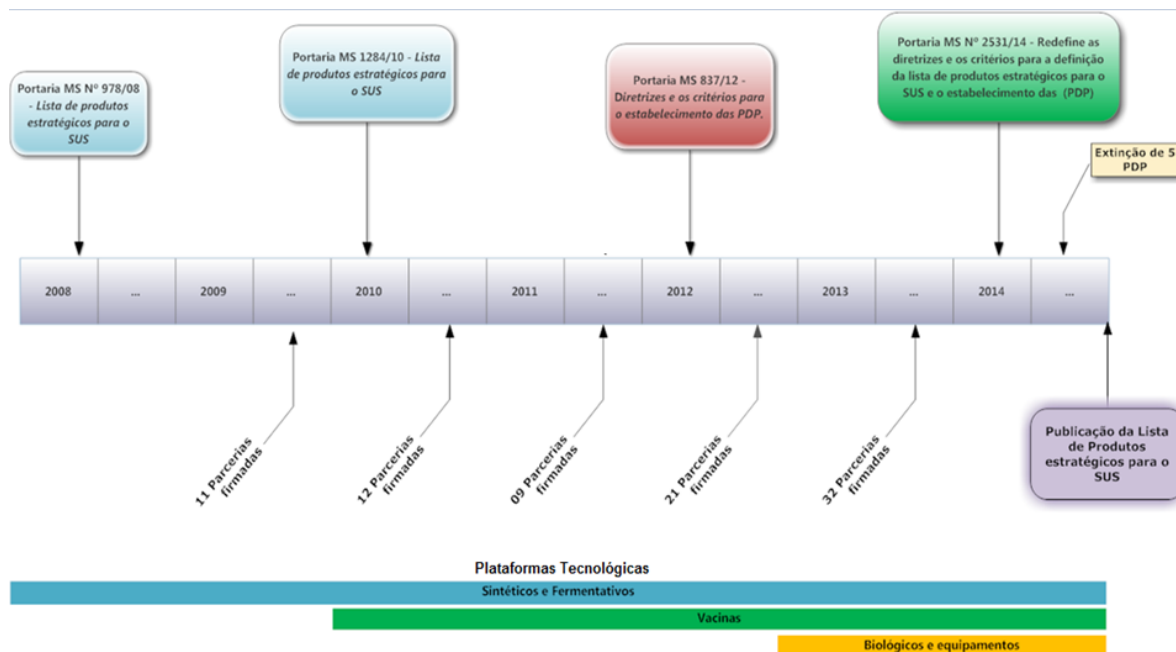 Portaria MS Nº 978/08
- Lista de produtos
estratégicos para o
SUS
Portaria MS 1284/10 - Lista
de produtos estratégicos para
o SUS
Portaria MS 837/12 -
Diretrizes e os critérios para
o estabelecimento das PDP.
Portaria MS Nº 2531/14 - Redefine as
diretrizes e os critérios para a definição
da lista de produtos estratégicos para o
SUS e o estabelecimento das (PDP)
Extinção de 5
PDP
2008 ... 2009 ... 2010 ... 2011 ... 2012 ... 2013 ... 2014 ...
11 Parcerias
firmadas
12 Parcerias
firmadas
09 Parcerias
firmadas
21 Parcerias
firmadas
32 Parcerias
firmadas
Publicação da Lista
de Produtos
estratégicos para o
SUS
Plataformas Tecnológicas
Sintéticos e Fermentativos
Vacinas
Biológicos e equipamentos